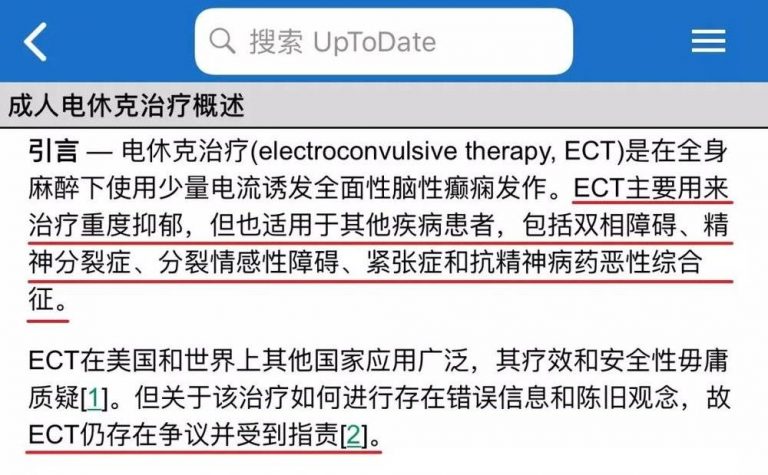 搜索 UpToDate
成人电休克治疗概述
引言 — 电休克治疗(electroconvulsive therapy, ECT)是在全身
麻醉下使用少量电流诱发全面性脑性癫痫发作。ECT主要用来
治疗重度抑郁，但也适用于其他疾病患者，包括双相障碍、精
神分裂症、分裂情感性障碍、紧张症和抗精神病药恶性综合
征。
ECT在美国和世界上其他国家应用广泛，其疗效和安全性毋庸
质疑[1]。但关于该治疗如何进行存在错误信息和陈旧观念，故
ECT仍存在争议并受到指责[2]。